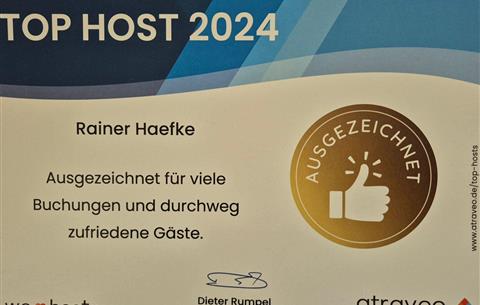 TOP HOST 2024
Rainer Haefke
Ausgezeichnet für viele
Buchungen und durchweg
zufriedene Gäste.
AUSGEZEICHNET
www.atraveo.de/top-hosts
Dieter Rumpel
atraveo